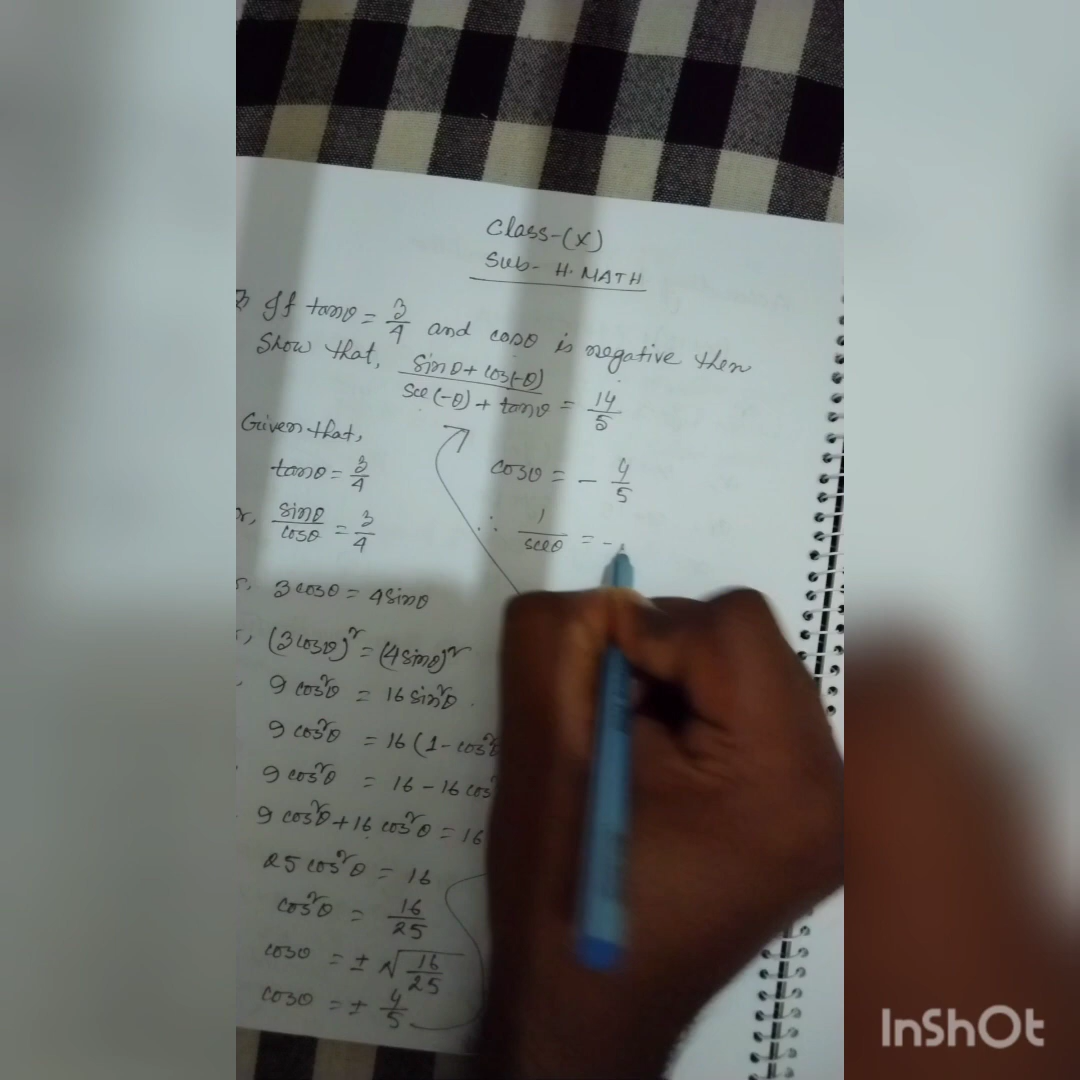 Class-(X)
Sub- H. MATH
If tanθ = 3/4 and cosθ is negative then
Show that, sinθ + cos(-θ) / sec(-θ) + tanθ = 14/5
Given that,
tanθ = 3/4
r, sinθ/cosθ = 3/4
3cosθ = 4sinθ
(3cosθ)² = (4sinθ)²
9cos²θ = 16sin²θ
9cos²θ = 16(1-cos²θ
9cos²θ = 16-16cos²
9cos²θ+16cos²θ = 16
25cos²θ = 16
cos²θ = 16/25
cosθ = ±√16/25
cosθ = ± 4/5
cosθ = - 4/5
∴ 1/secθ = -
InShOt